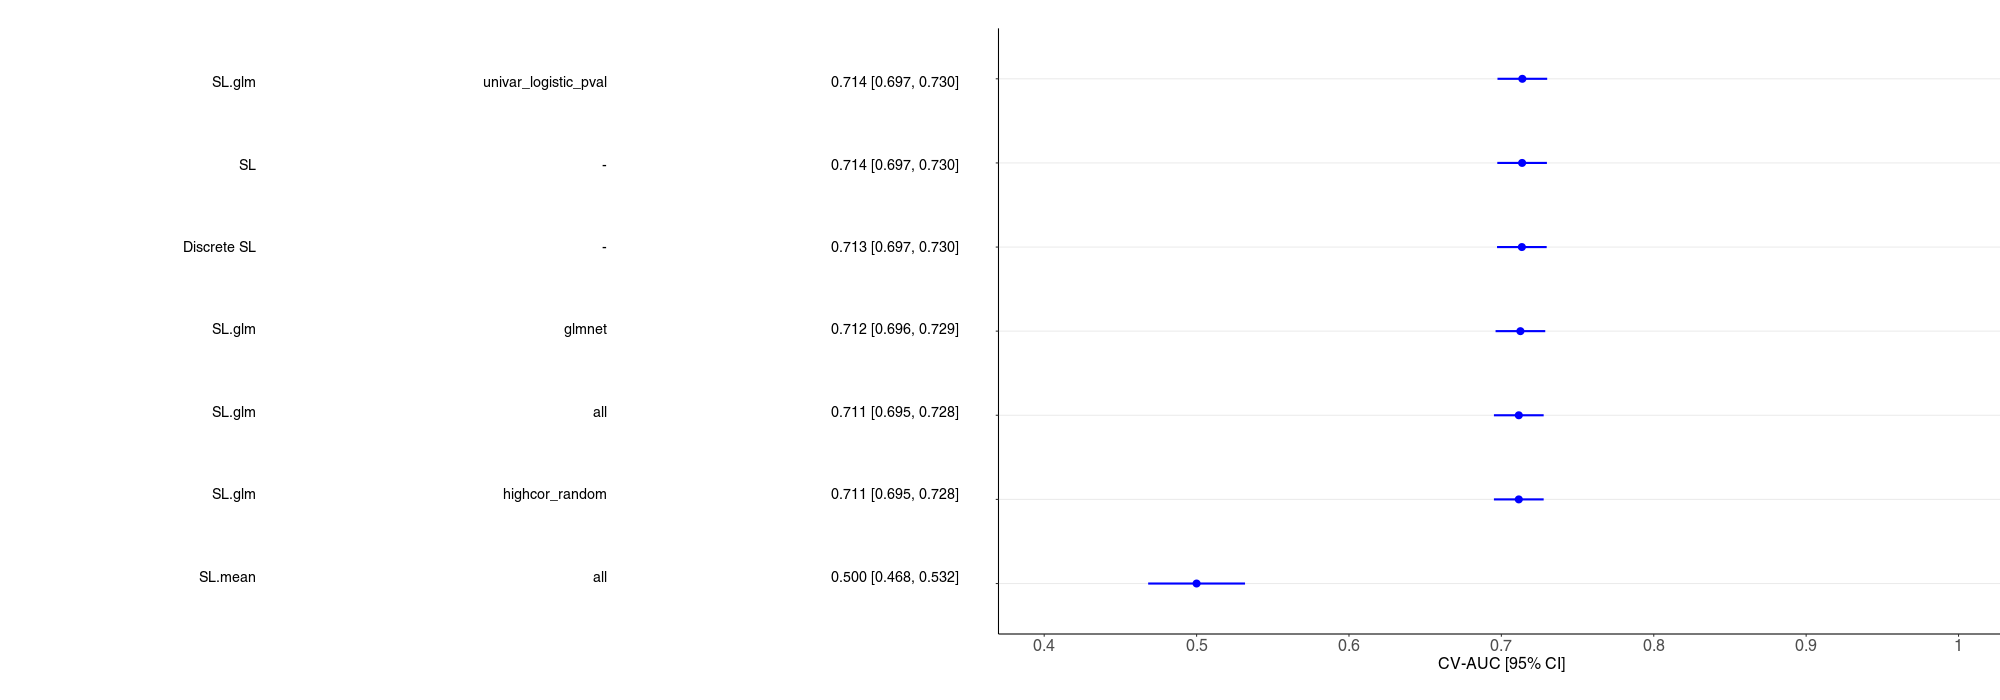 SL.glm univar_logistic_pval 0.714 [0.697, 0.730]
SL - 0.714 [0.697, 0.730]
Discrete SL - 0.713 [0.697, 0.730]
SL.glm glmnet 0.712 [0.696, 0.729]
SL.glm all 0.711 [0.695, 0.728]
SL.glm highcor_random 0.711 [0.695, 0.728]
SL.mean all 0.500 [0.468, 0.532]
0.4 0.5 0.6 0.7 0.8 0.9 1
CV-AUC [95% CI]